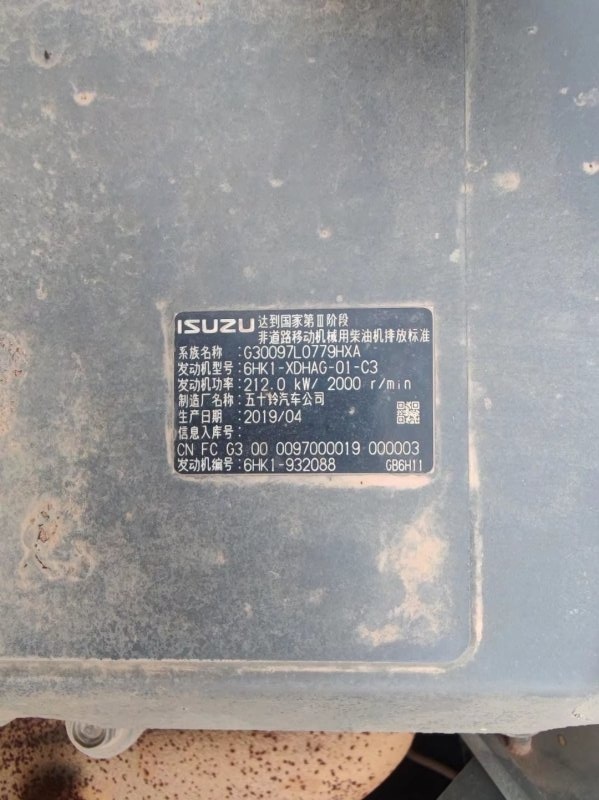 ISUZU 达到国家第Ⅲ阶段
非道路移动机械用柴油机排放标准
系族名称：G30097L0779HXA
发动机型号：6HK1-XDHAG-01-C3
发动机功率：212.0 kW/ 2000 r/min
制造厂名称：五十铃汽车公司
生产日期：2019/04
信息入库号：
CN FC G3 00 0097000019 000003
发动机编号：6HK1-932088 GB6H11